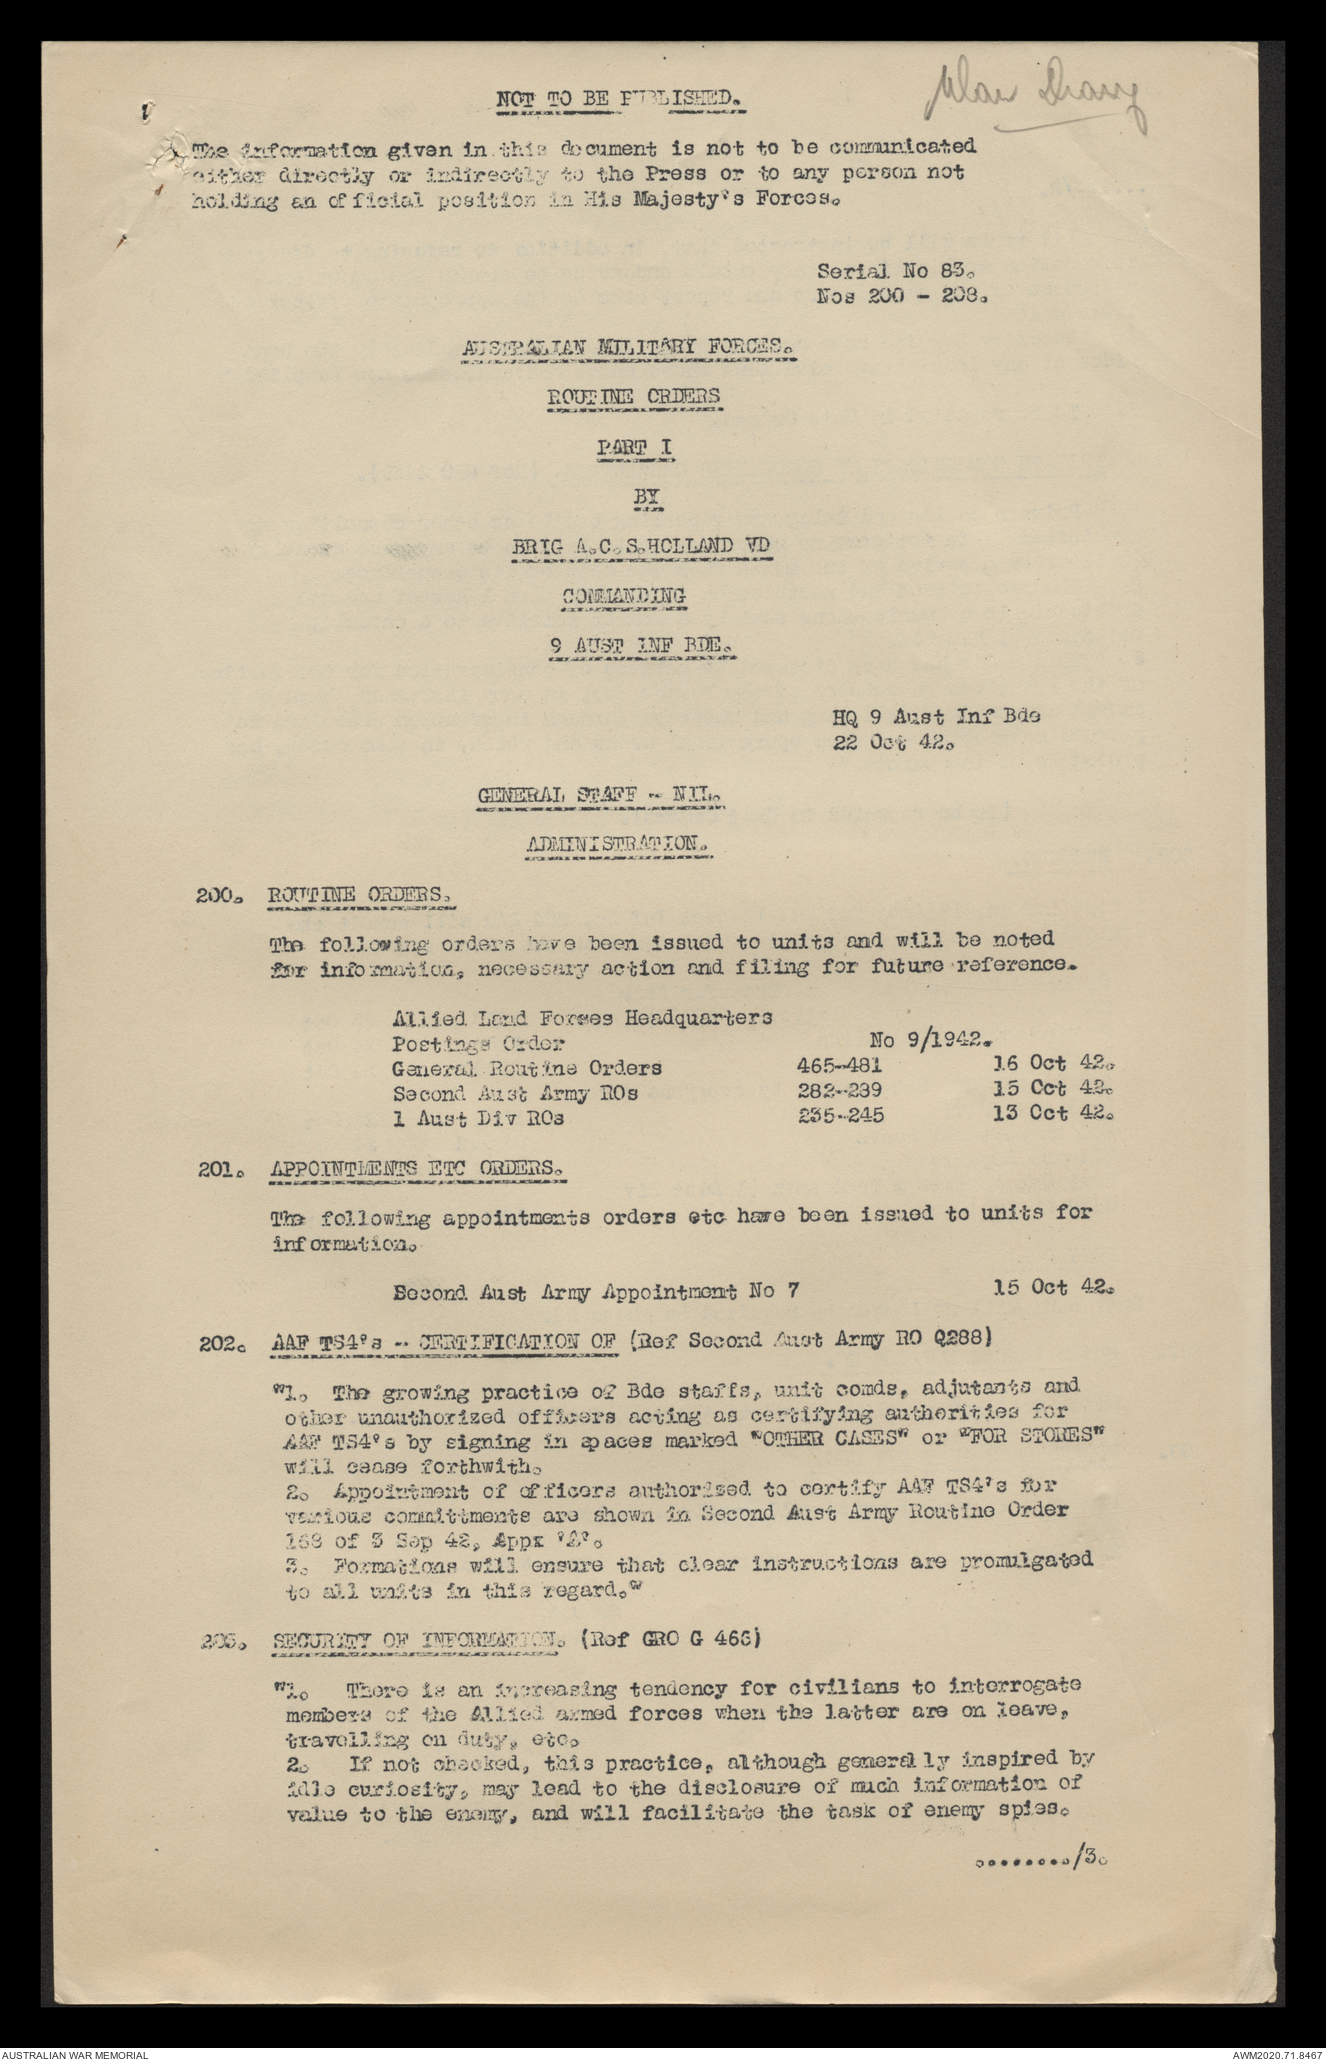 NOT TO BE PUBLISHED.
The information given in this document is not to be communicated
either directly or indirectly to the Press or to any person not
holding an official position in His Majesty's Forces.
Serial No 83.
Nos 200 - 208.
AUSTRALIAN MILITARY FORCES.
ROUTINE ORDERS
PART I
BY
BRIG A.C.S.HOLLAND VD
COMMANDING
9 AUST INF BDE.
HQ 9 Aust Inf Bde
22 Oct 42.
GENERAL STAFF - NIL.
ADMINISTRATION.
200. ROUTINE ORDERS.
The following orders have been issued to units and will be noted
for information, necessary action and filing for future reference.
Allied Land Forces Headquarters
Postings Order No 9/1942.
General Routine Orders 465-481 16 Oct 42.
Second Aust Army ROs 282-289 15 Oct 42.
1 Aust Div ROs 235-245 13 Oct 42.
201. APPOINTMENTS ETC ORDERS.
The following appointments orders etc have been issued to units for
information.
Second Aust Army Appointment No 7 15 Oct 42.
202. AAF TS4's - CERTIFICATION OF (Ref Second Aust Army RO Q288)
"1. The growing practice of Bde staffs, unit comds, adjutants and
other unauthorized officers acting as certifying authorities for
AAF TS4's by signing in spaces marked "OTHER CASES" or "FOR STORES"
will cease forthwith.
2. Appointment of officers authorised to certify AAF TS4's for
various committments are shown in Second Aust Army Routine Order
168 of 3 Sep 42, Appx 'A'.
3. Formations will ensure that clear instructions are promulgated
to all units in this regard."
203. SECURITY OF INFORMATION. (Ref GRO G 466)
"1. There is an increasing tendency for civilians to interrogate
members of the Allied armed forces when the latter are on leave,
travelling on duty, etc.
2. If not checked, this practice, although generally inspired by
idle curiosity, may lead to the disclosure of much information of
value to the enemy, and will facilitate the task of enemy spies.
......../3.
AUSTRALIAN WAR MEMORIAL
AWM2020.71.8467